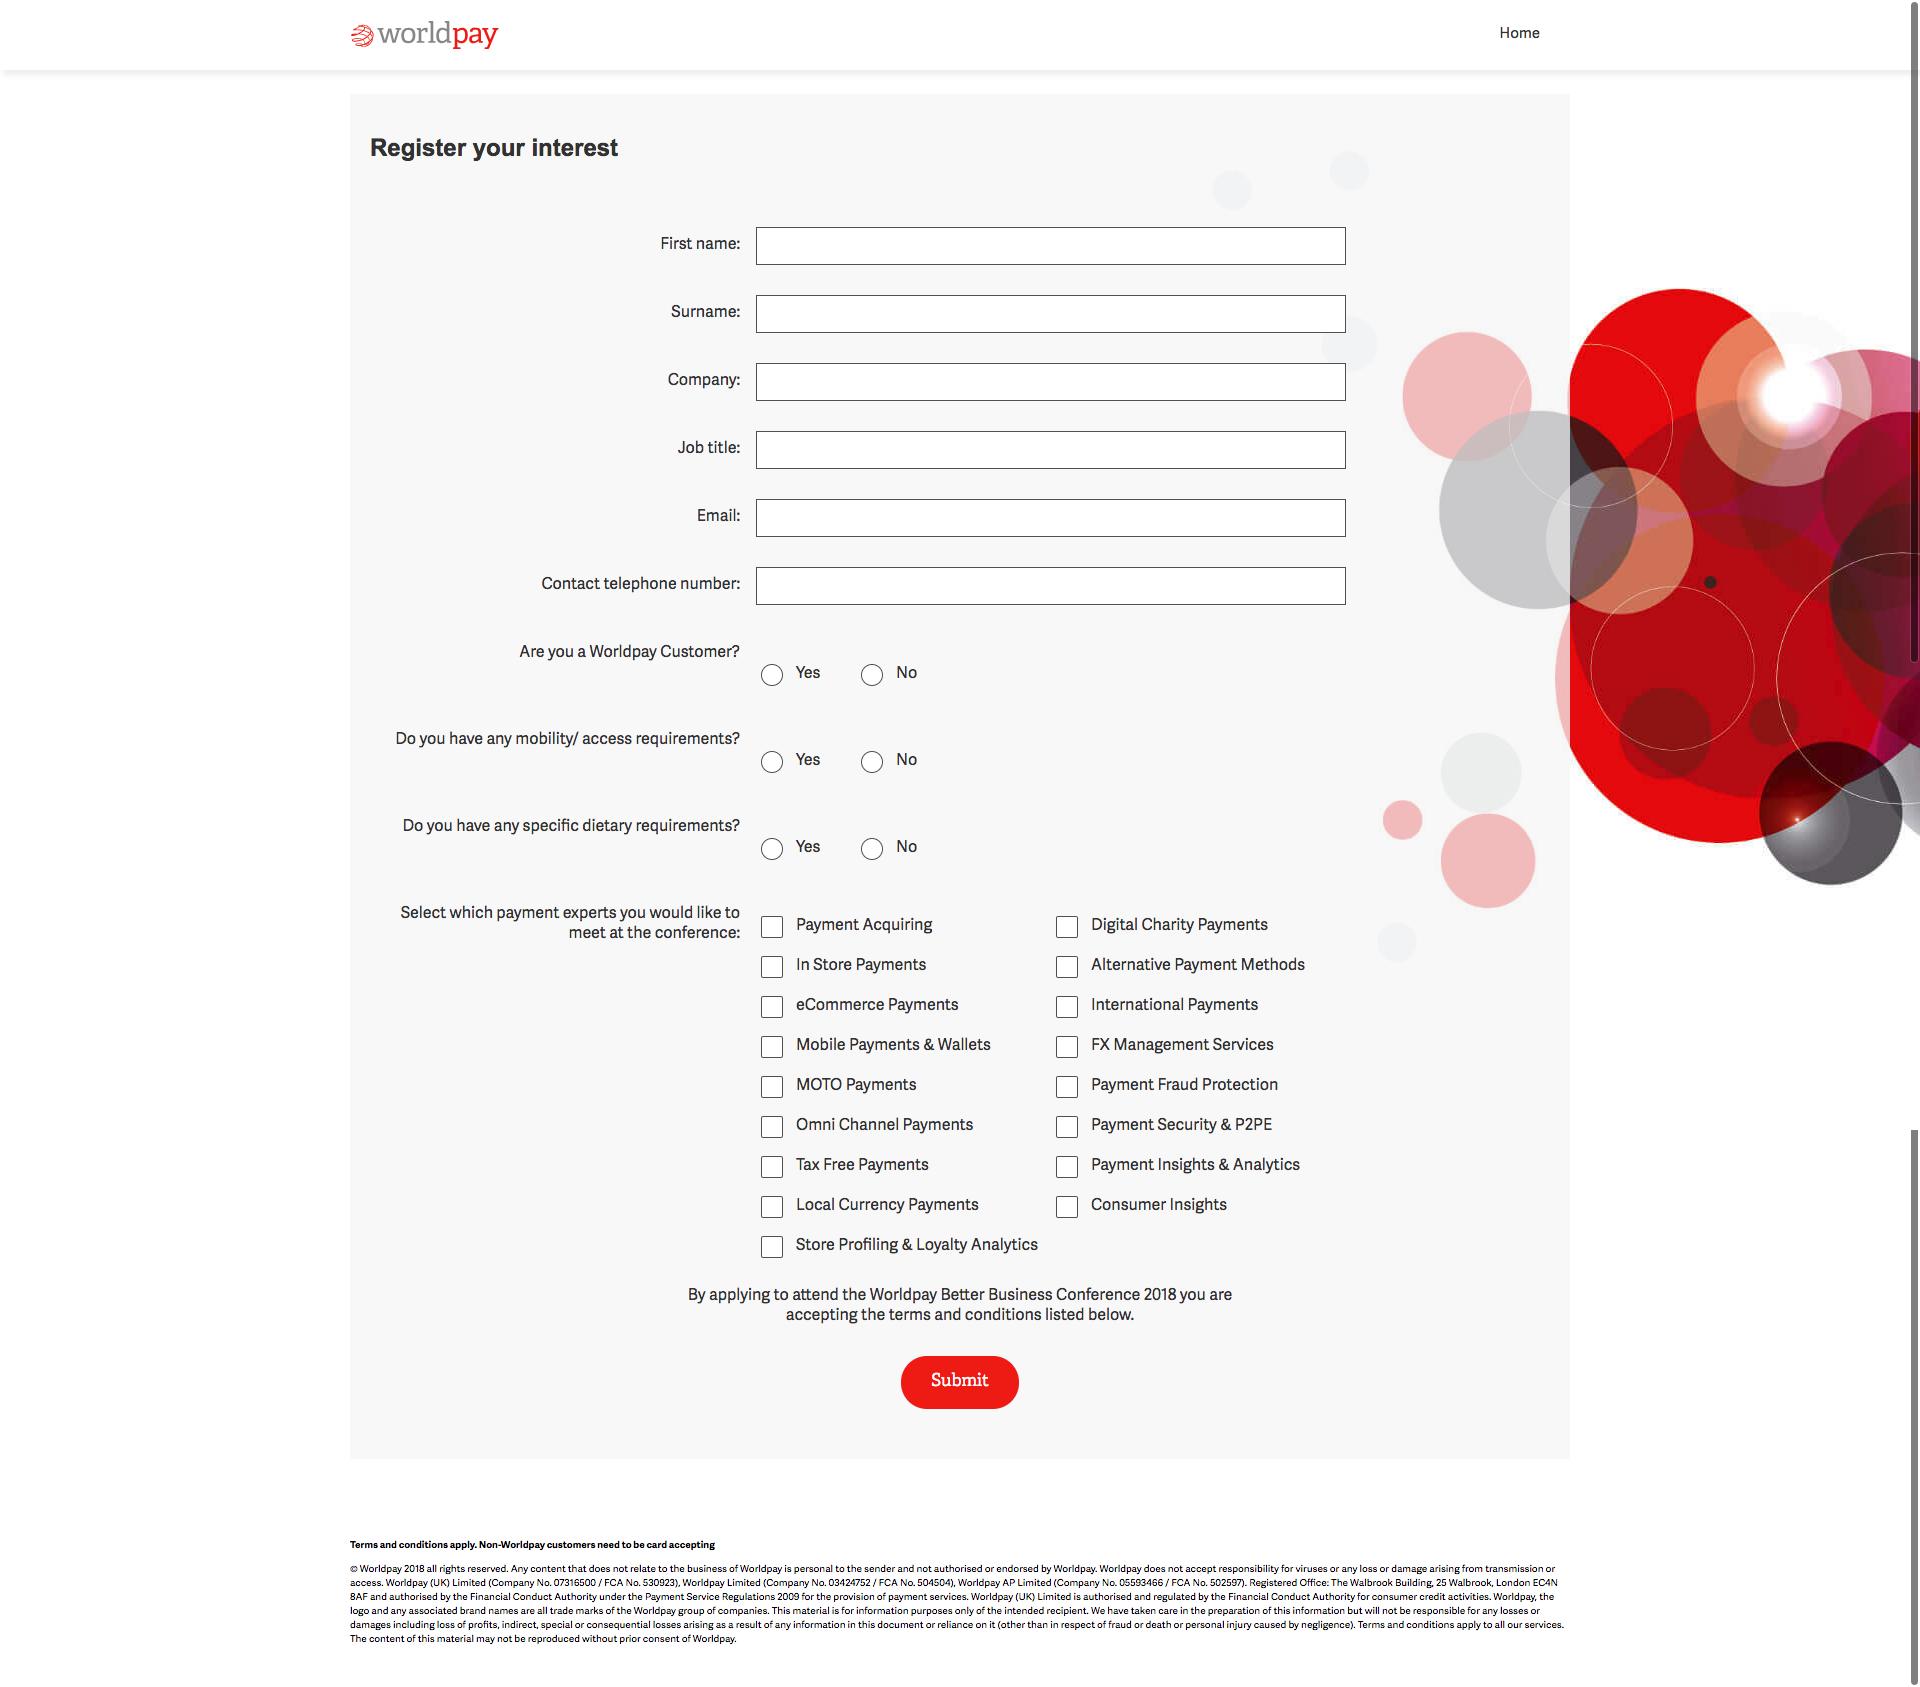 worldpay
Home
Register your interest
First name:
Surname:
Company:
Job title:
Email:
Contact telephone number:
Are you a Worldpay Customer?
Yes No
Do you have any mobility/ access requirements?
Yes No
Do you have any specific dietary requirements?
Yes No
Select which payment experts you would like to
meet at the conference:
Payment Acquiring
Digital Charity Payments
In Store Payments
Alternative Payment Methods
eCommerce Payments
International Payments
Mobile Payments & Wallets
FX Management Services
MOTO Payments
Payment Fraud Protection
Omni Channel Payments
Payment Security & P2PE
Tax Free Payments
Payment Insights & Analytics
Local Currency Payments
Consumer Insights
Store Profiling & Loyalty Analytics
By applying to attend the Worldpay Better Business Conference 2018 you are
accepting the terms and conditions listed below.
Submit
Terms and conditions apply. Non-Worldpay customers need to be card accepting
© Worldpay 2018 all rights reserved. Any content that does not relate to the business of Worldpay is personal to the sender and not authorised or endorsed by Worldpay. Worldpay does not accept responsibility for viruses or any loss or damage arising from transmission or
access. Worldpay (UK) Limited (Company No. 07316500 / FCA No. 530923), Worldpay Limited (Company No. 03424752 / FCA No. 504504), Worldpay AP Limited (Company No. 05593466 / FCA No. 502597). Registered Office: The Walbrook Building, 25 Walbrook, London EC4N
8AF and authorised by the Financial Conduct Authority under the Payment Service Regulations 2009 for the provision of payment services. Worldpay (UK) Limited is authorised and regulated by the Financial Conduct Authority for consumer credit activities. Worldpay, the
logo and any associated brand names are all trade marks of the Worldpay group of companies. This material is for information purposes only of the intended recipient. We have taken care in the preparation of this information but will not be responsible for any losses or
damages including loss of profits, indirect, special or consequential losses arising as a result of any information in this document or reliance on it (other than in respect of fraud or death or personal injury caused by negligence). Terms and conditions apply to all our services.
The content of this material may not be reproduced without prior consent of Worldpay.